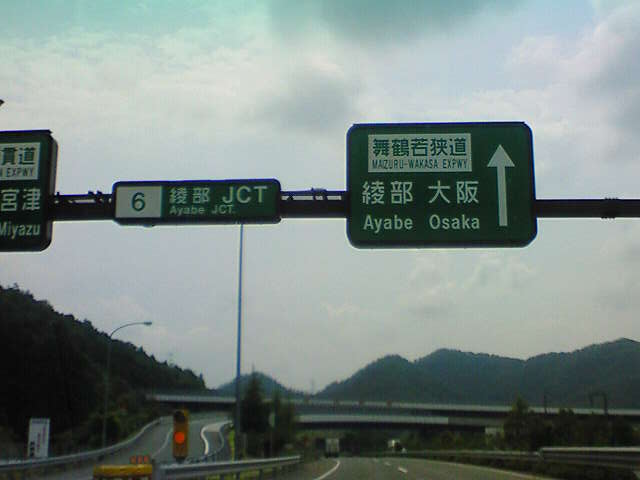 貫道
N EXPWY
宮津
Miyazu
6
綾部 JCT
Ayabe JCT.
舞鶴若狭道
MAIZURU-WAKASA EXPWY
綾部 大阪
Ayabe Osaka